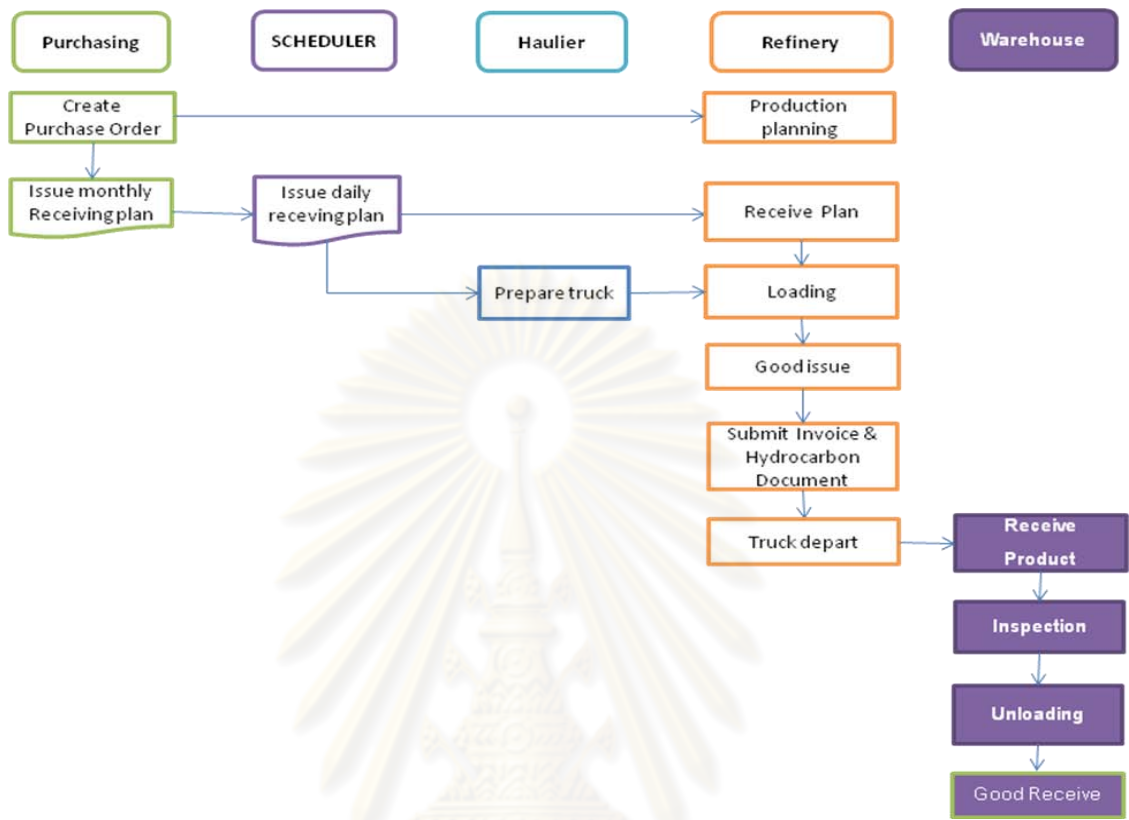 Purchasing
SCHEDULER
Haulier
Refinery
Warehouse
Create
Purchase Order
Production
planning
Issue monthly
Receiving plan
Issue daily
receving plan
Receive Plan
Prepare truck
Loading
Good issue
Submit Invoice &
Hydrocarbon
Document
Truck depart
Receive
Product
Inspection
Unloading
Good Receive